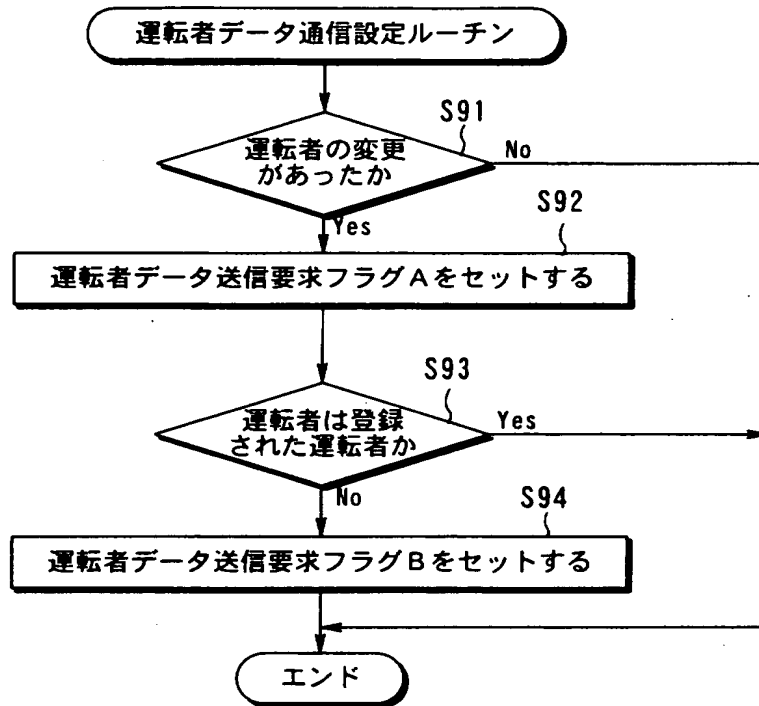 運転者データ通信設定ルーチン
S91
運転者の変更
があったか
No
Yes
S92
運転者データ送信要求フラグAをセットする
S93
運転者は登録
された運転者か
Yes
No
S94
運転者データ送信要求フラグBをセットする
エンド